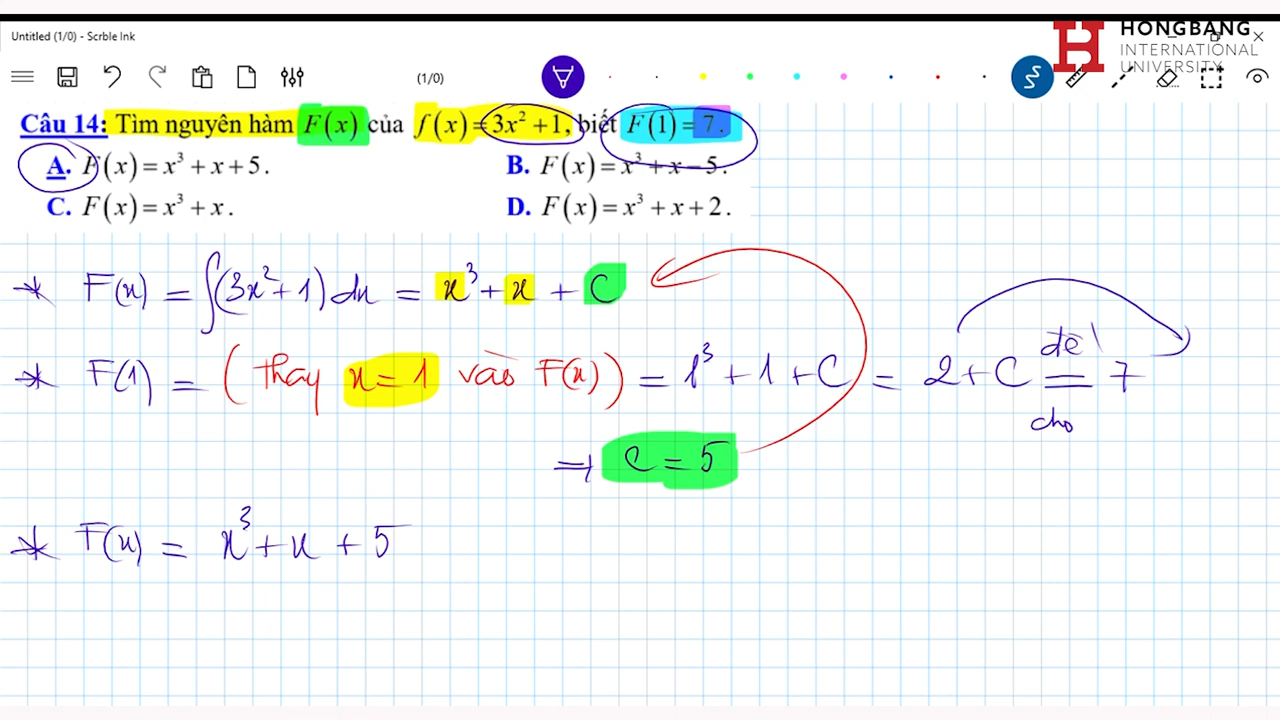 Untitled (1/0) - Scrble Ink
HONGBANG
INTERNATIONAL
UNIVERSITY
(1/0)
Câu 14: Tìm nguyên hàm F(x) của f(x)=3x²+1, biết F(1)=7.
A. F(x)=x³+x+5.
B. F(x)=x³+x−5.
C. F(x)=x³+x.
D. F(x)=x³+x+2.
* F(x) = ∫(3x²+1)dx = x³+x+C
* F(1) = (thay x=1 vào F(x)) = 1³+1+C = 2+C đề = cho 7
⇒ C=5
* F(x) = x³+x+5